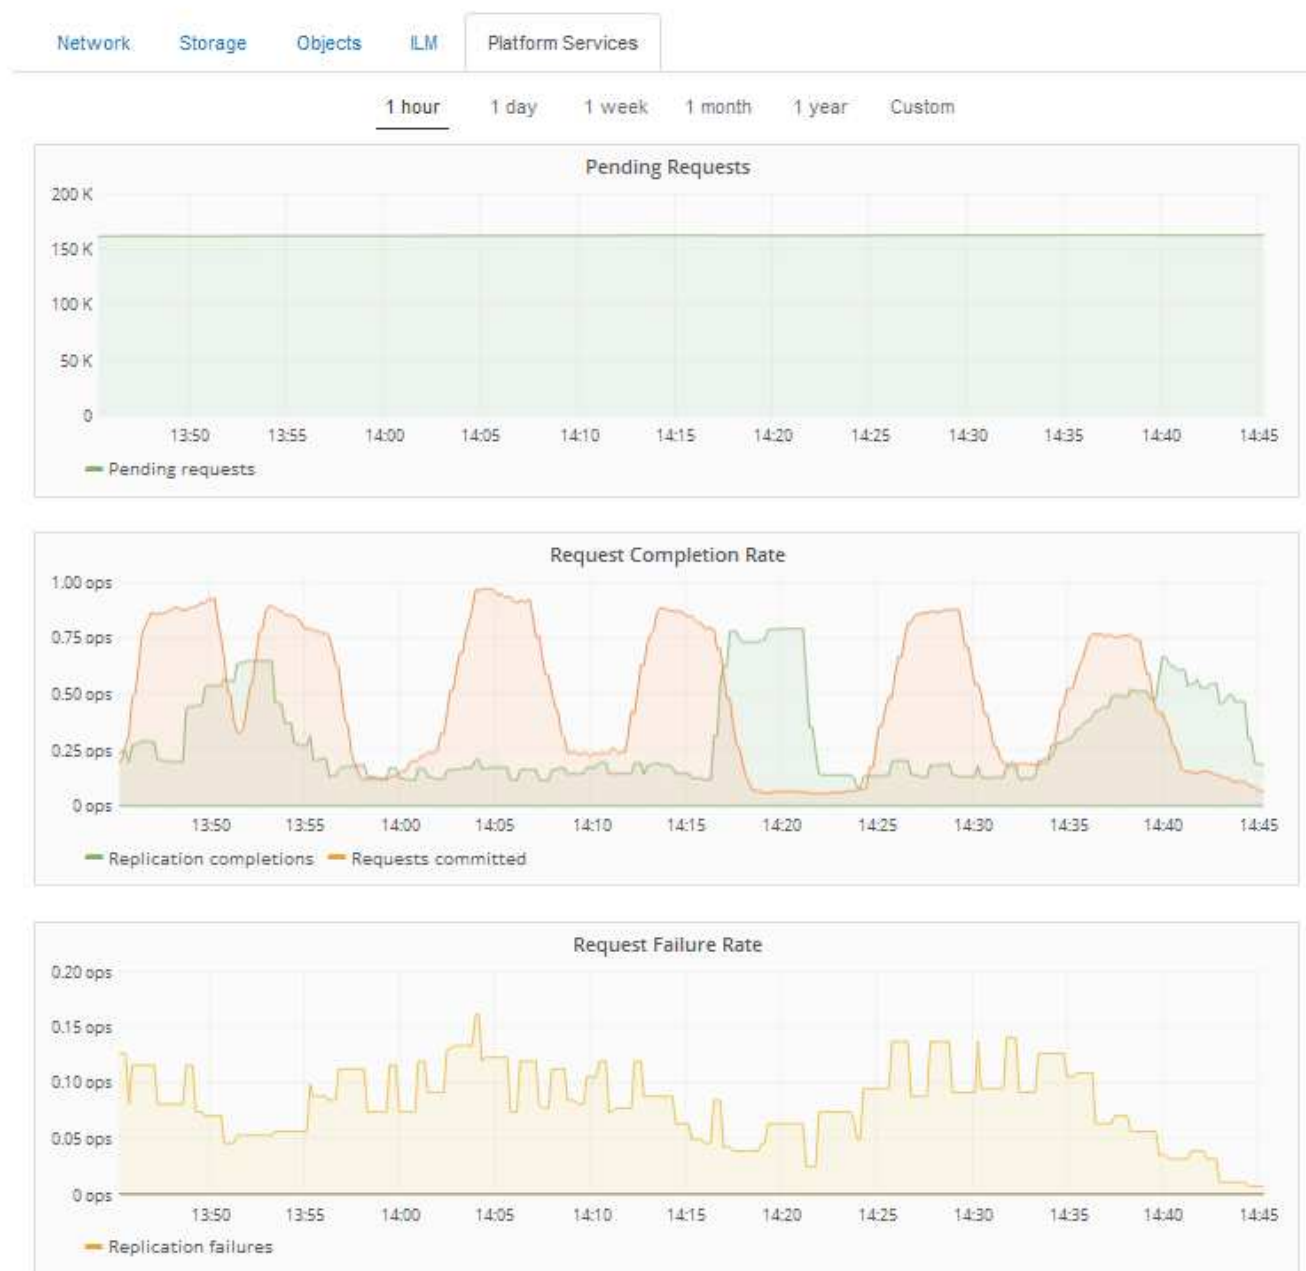 Network Storage Objects ILM Platform Services
1 hour 1 day 1 week 1 month 1 year Custom
Pending Requests
200 K
150 K
100 K
50 K
0
13:50 13:55 14:00 14:05 14:10 14:15 14:20 14:25 14:30 14:35 14:40 14:45
Pending requests
Request Completion Rate
1.00 ops
0.75 ops
0.50 ops
0.25 ops
0 ops
13:50 13:55 14:00 14:05 14:10 14:15 14:20 14:25 14:30 14:35 14:40 14:45
Replication completions Requests committed
Request Failure Rate
0.20 ops
0.15 ops
0.10 ops
0.05 ops
0 ops
13:50 13:55 14:00 14:05 14:10 14:15 14:20 14:25 14:30 14:35 14:40 14:45
Replication failures